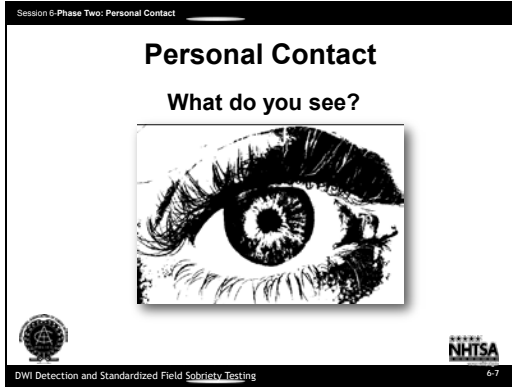 Session 6-Phase Two: Personal Contact
Personal Contact
What do you see?
NHTSA
DWI Detection and Standardized Field Sobriety Testing
6-7